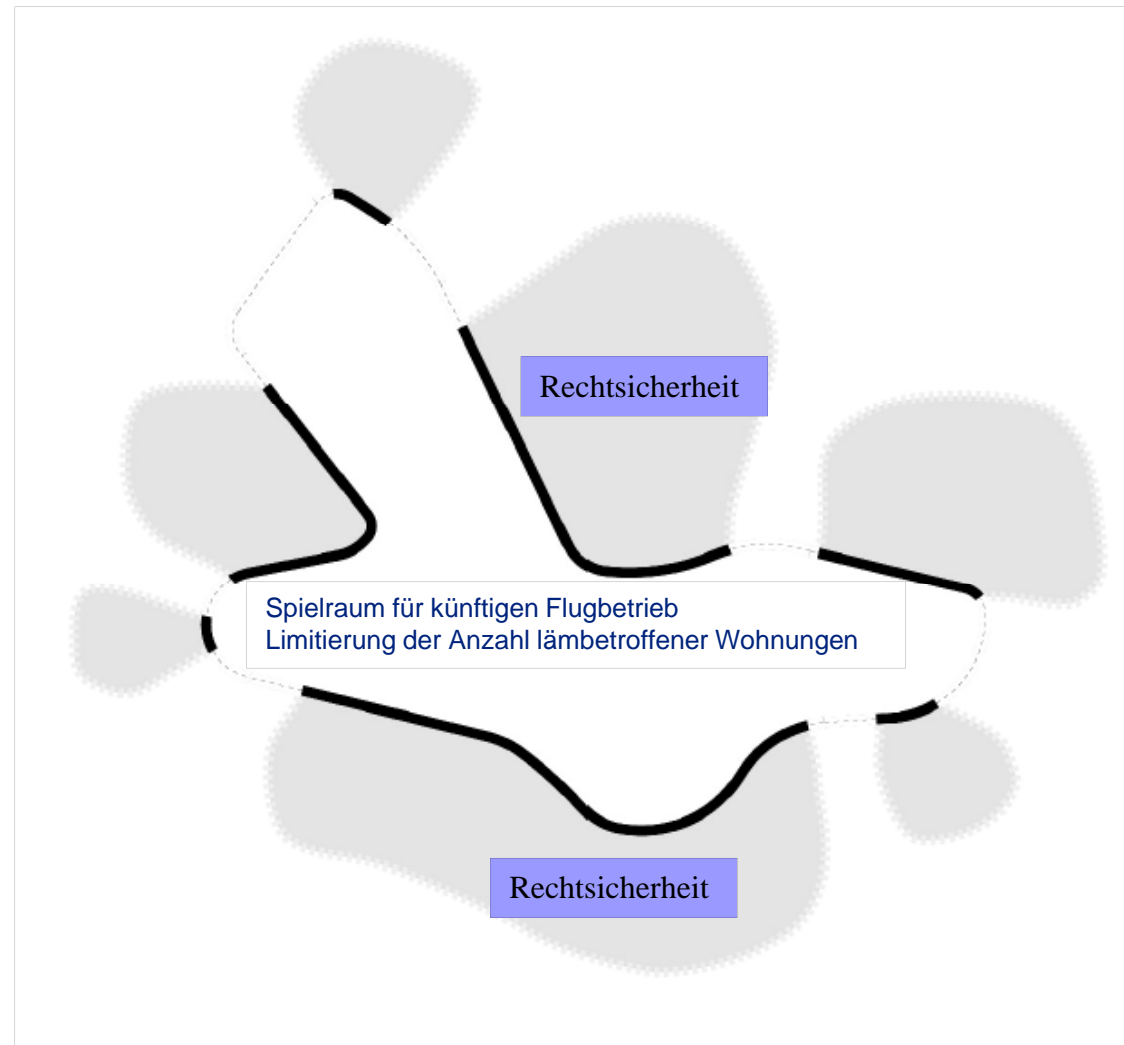 Rechtsicherheit
Spielraum für künftigen Flugbetrieb
Limitierung der Anzahl lämbetroffener Wohnungen
Rechtsicherheit